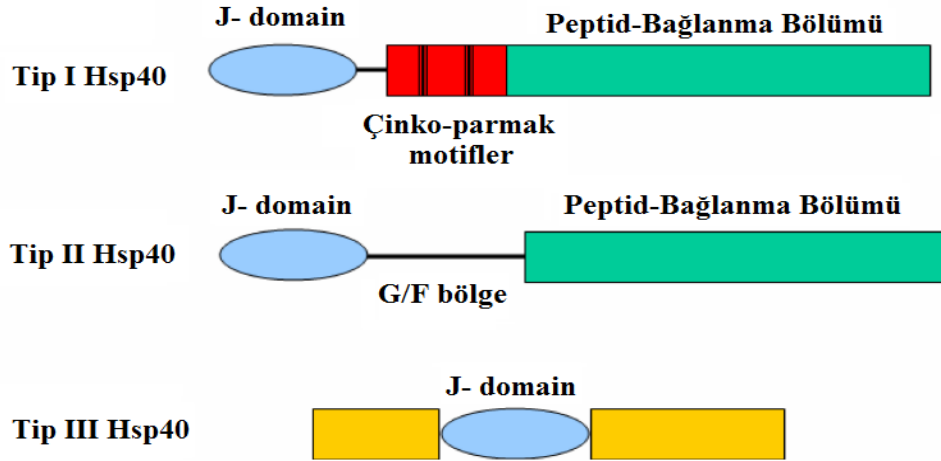 J- domain
Peptid-Bağlanma Bölümü
Tip I Hsp40
Çinko-parmak
motifler
J- domain
Peptid-Bağlanma Bölümü
Tip II Hsp40
G/F bölge
J- domain
Tip III Hsp40